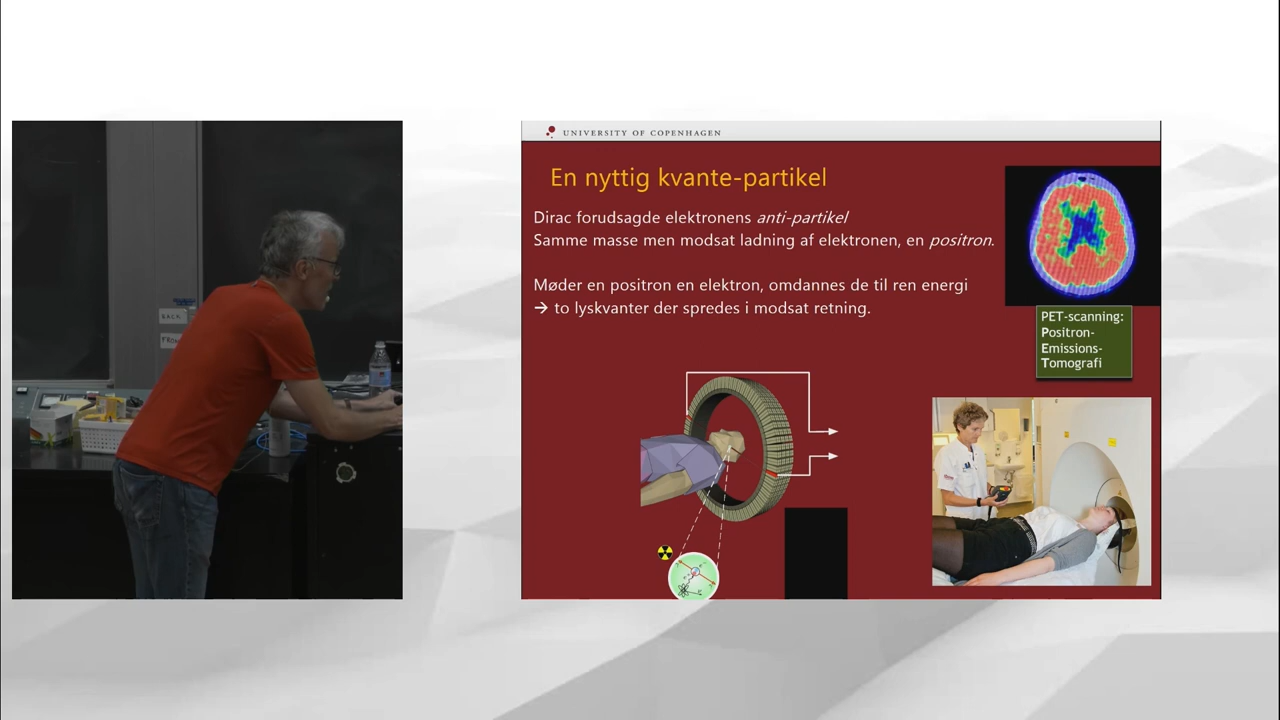 UNIVERSITY OF COPENHAGEN
En nyttig kvante-partikel
Dirac forudsagde elektronens anti-partikel
Samme masse men modsat ladning af elektronen, en positron.
Møder en positron en elektron, omdannes de til ren energi
→ to lyskvanter der spredes i modsat retning.
PET-scanning:
Positron-
Emissions-
Tomografi
BACK